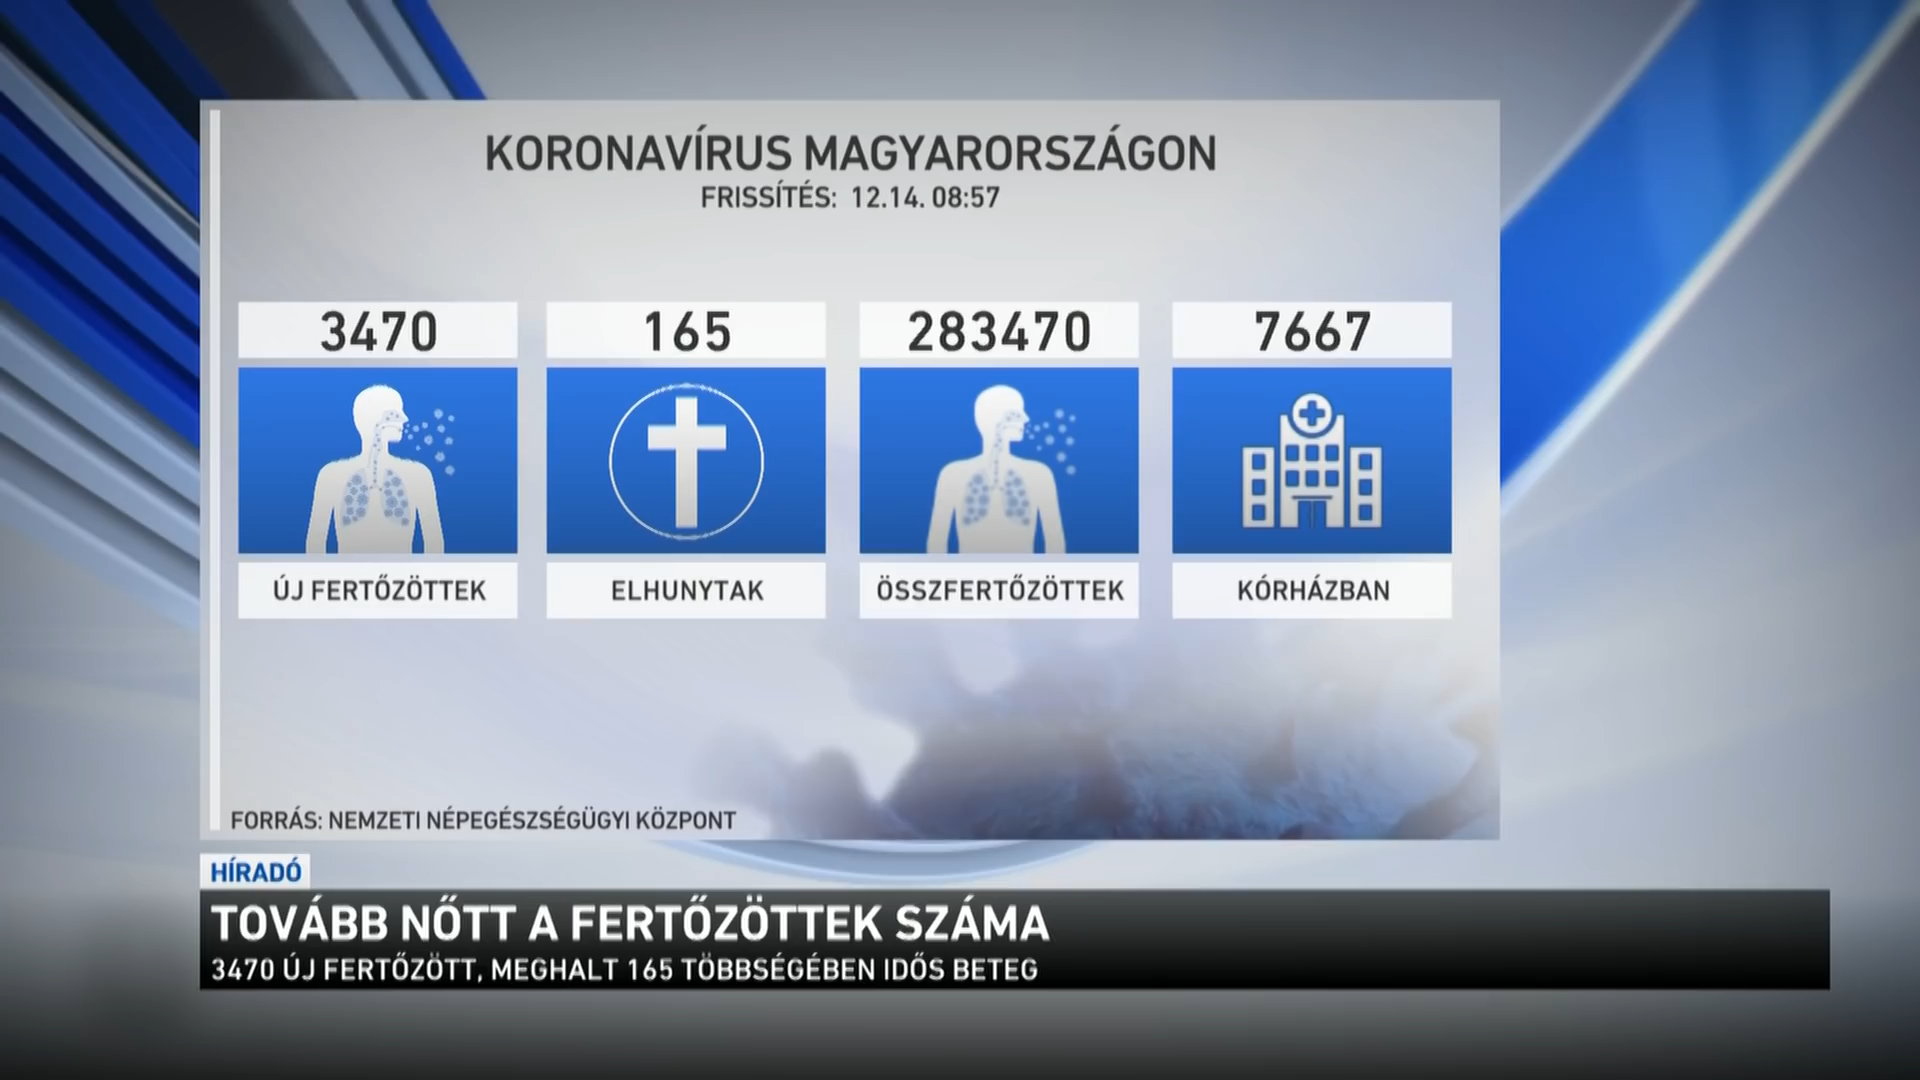 KORONAVÍRUS MAGYARORSZÁGON
FRISSÍTÉS: 12.14. 08:57
3470
165
283470
7667
ÚJ FERTŐZÖTTEK
ELHUNYTAK
ÖSSZFERTŐZÖTTEK
KÓRHÁZBAN
FORRÁS: NEMZETI NÉPEGÉSZSÉGÜGYI KÖZPONT
HÍRADÓ
TOVÁBB NŐTT A FERTŐZÖTTEK SZÁMA
3470 ÚJ FERTŐZÖTT, MEGHALT 165 TÖBBSÉGÉBEN IDŐS BETEG